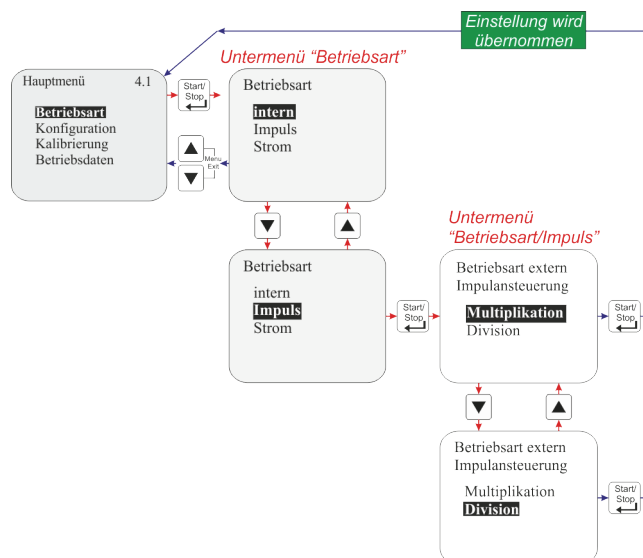 Einstellung wird
übernommen
Untermenü "Betriebsart"
Hauptmenü 4.1
Betriebsart
Konfiguration
Kalibrierung
Betriebsdaten
Start/
Stop
Menu
Exit
Betriebsart
intern
Impuls
Strom
Betriebsart
intern
Impuls
Strom
Start/
Stop
Untermenü
"Betriebsart/Impuls"
Betriebsart extern
Impulansteuerung
Multiplikation
Division
Start/
Stop
Betriebsart extern
Impulansteuerung
Multiplikation
Division
Start/
Stop